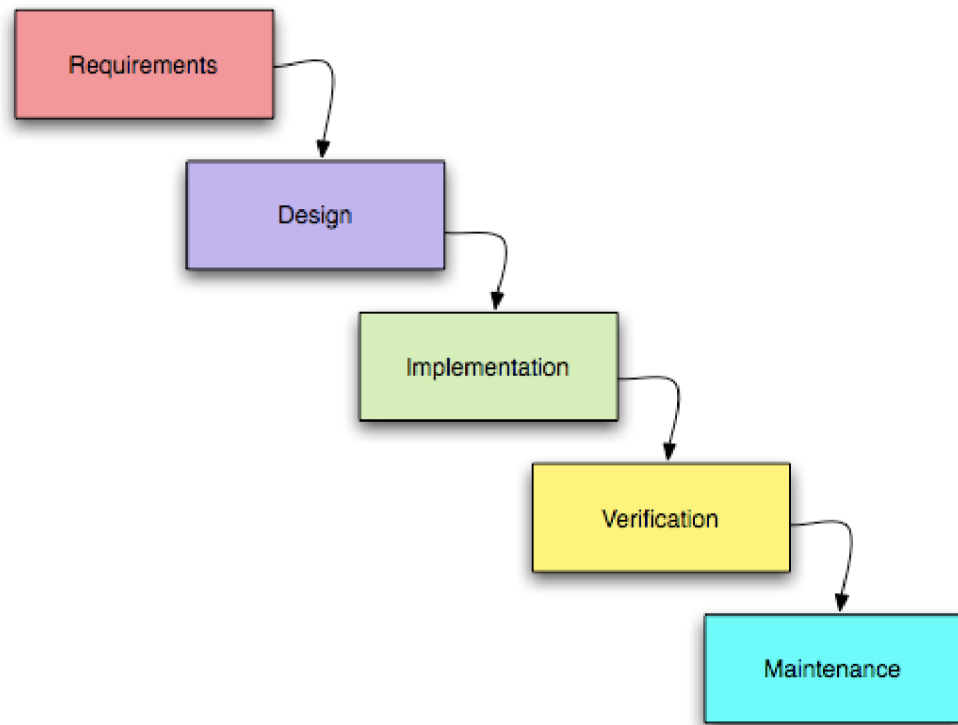 Requirements
Design
Implementation
Verification
Maintenance